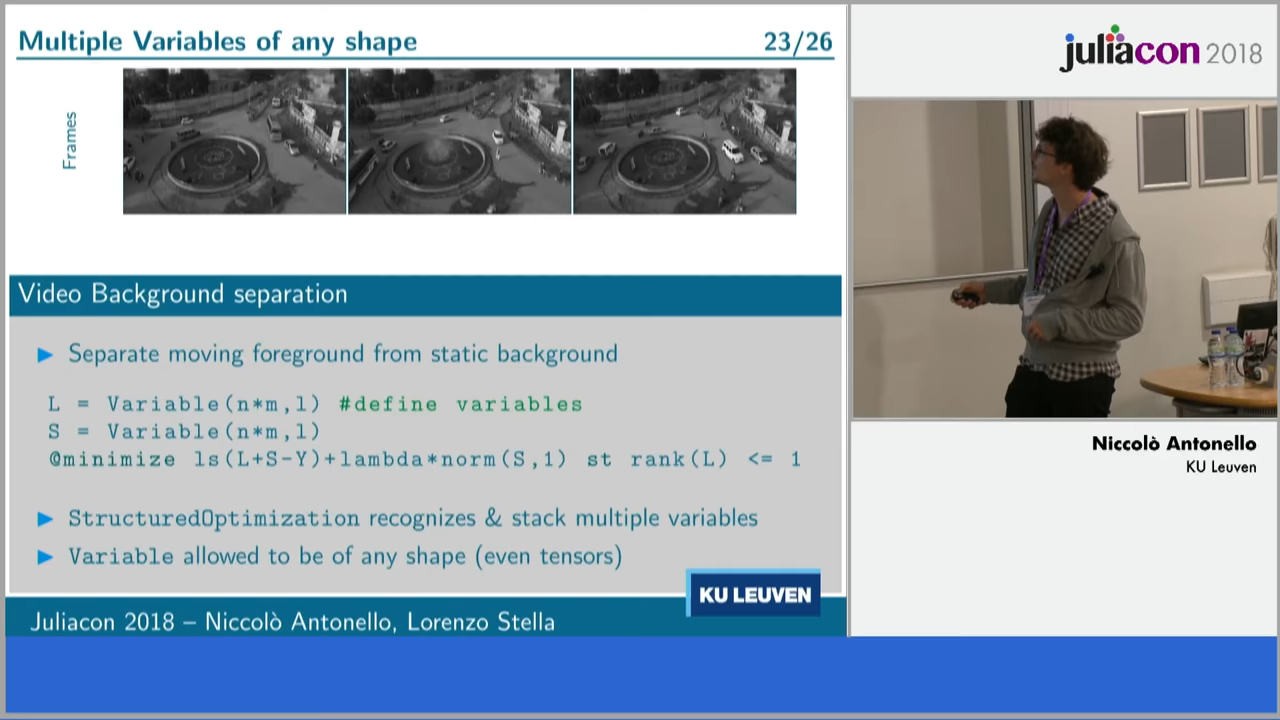 Multiple Variables of any shape 23/26
Frames
Video Background separation
Separate moving foreground from static background
L = Variable(n*m,l) #define variables
S = Variable(n*m,l)
@minimize ls(L+S-Y)+lambda*norm(S,1) st rank(L) <= 1
StructuredOptimization recognizes & stack multiple variables
Variable allowed to be of any shape (even tensors)
KU LEUVEN
Juliacon 2018 – Niccolò Antonello, Lorenzo Stella
juliacon 2018
Niccolò Antonello
KU Leuven